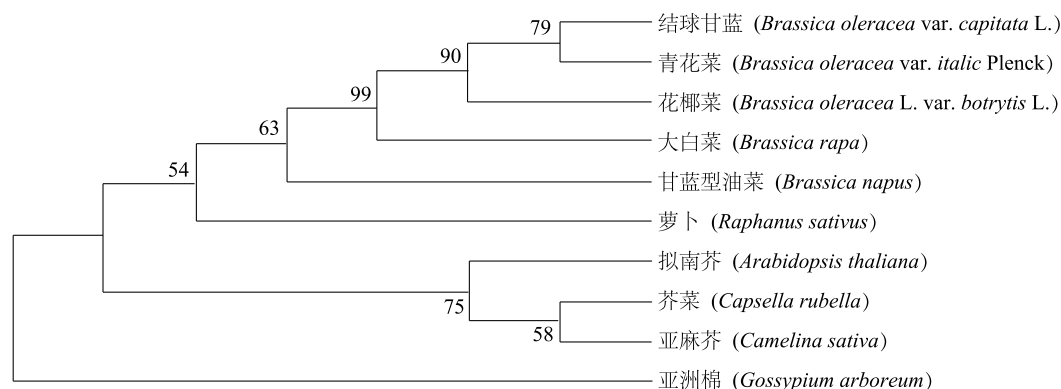 79
结球甘蓝 (Brassica oleracea var. capitata L.)
90
青花菜 (Brassica oleracea var. italic Plenck)
99
花椰菜 (Brassica oleracea L. var. botrytis L.)
63
大白菜 (Brassica rapa)
54
甘蓝型油菜 (Brassica napus)
萝卜 (Raphanus sativus)
拟南芥 (Arabidopsis thaliana)
75
芥菜 (Capsella rubella)
58
亚麻芥 (Camelina sativa)
亚洲棉 (Gossypium arboreum)